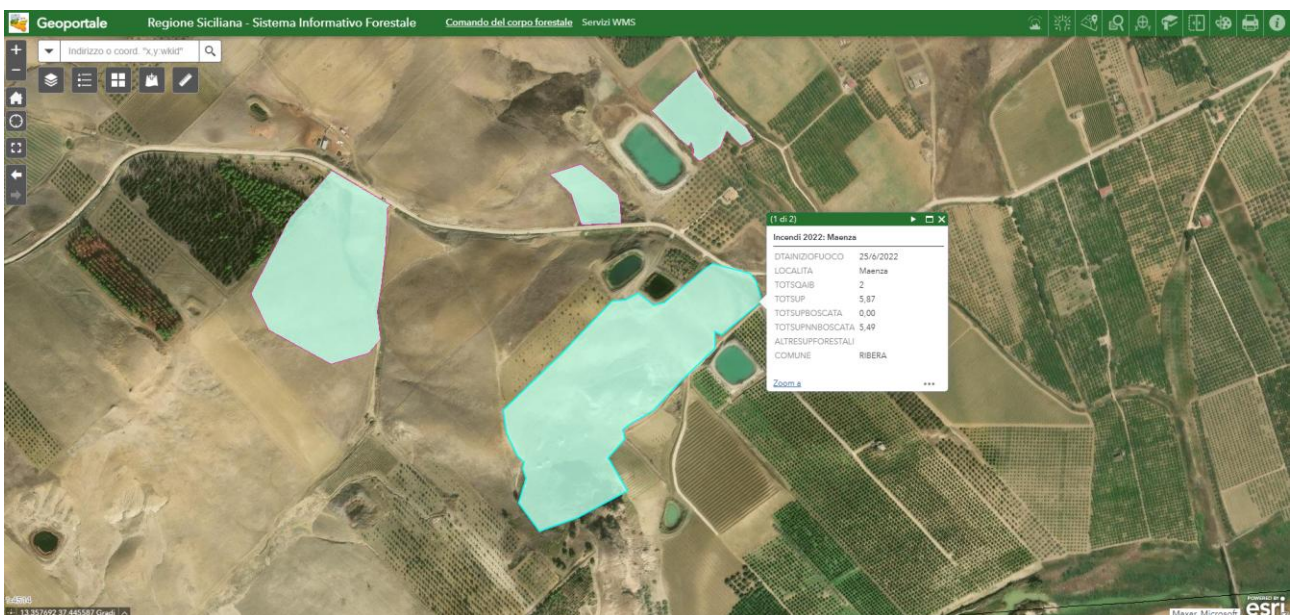 Geoportale Regione Siciliana - Sistema Informativo Forestale Comando del corpo forestale Servizi WMS
Indirizzo o coord. "x,y:wkid"
(1 di 2)
Incendi 2022: Maenza
DTAINIZIOFUOCO 25/6/2022
LOCALITA Maenza
TOTSQAIB 2
TOTSUP 5,87
TOTSUPBOSCATA 0,00
TOTSUPNNBOSCATA 5,49
ALTRESUPFORESTALI
COMUNE RIBERA
Zoom a
13.357692 37.445587 Gradi
Maxar, Microsoft
POWERED BY
esri